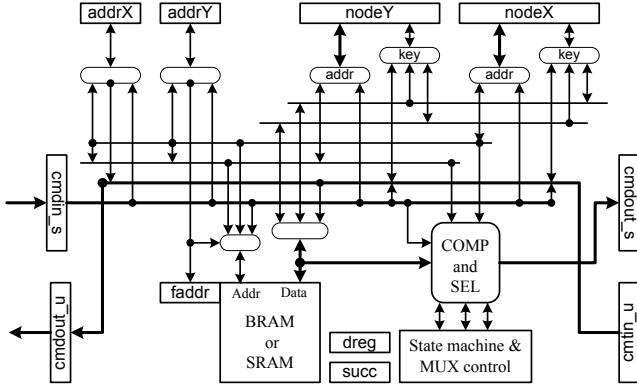 addrX
addrY
nodeY
nodeX
key
key
addr
addr
cmdin_s
cmdout_s
COMP
and
SEL
faddr
Addr
Data
BRAM
or
SRAM
cmdout_n
cmdin_n
dreg
succ
State machine &
MUX control